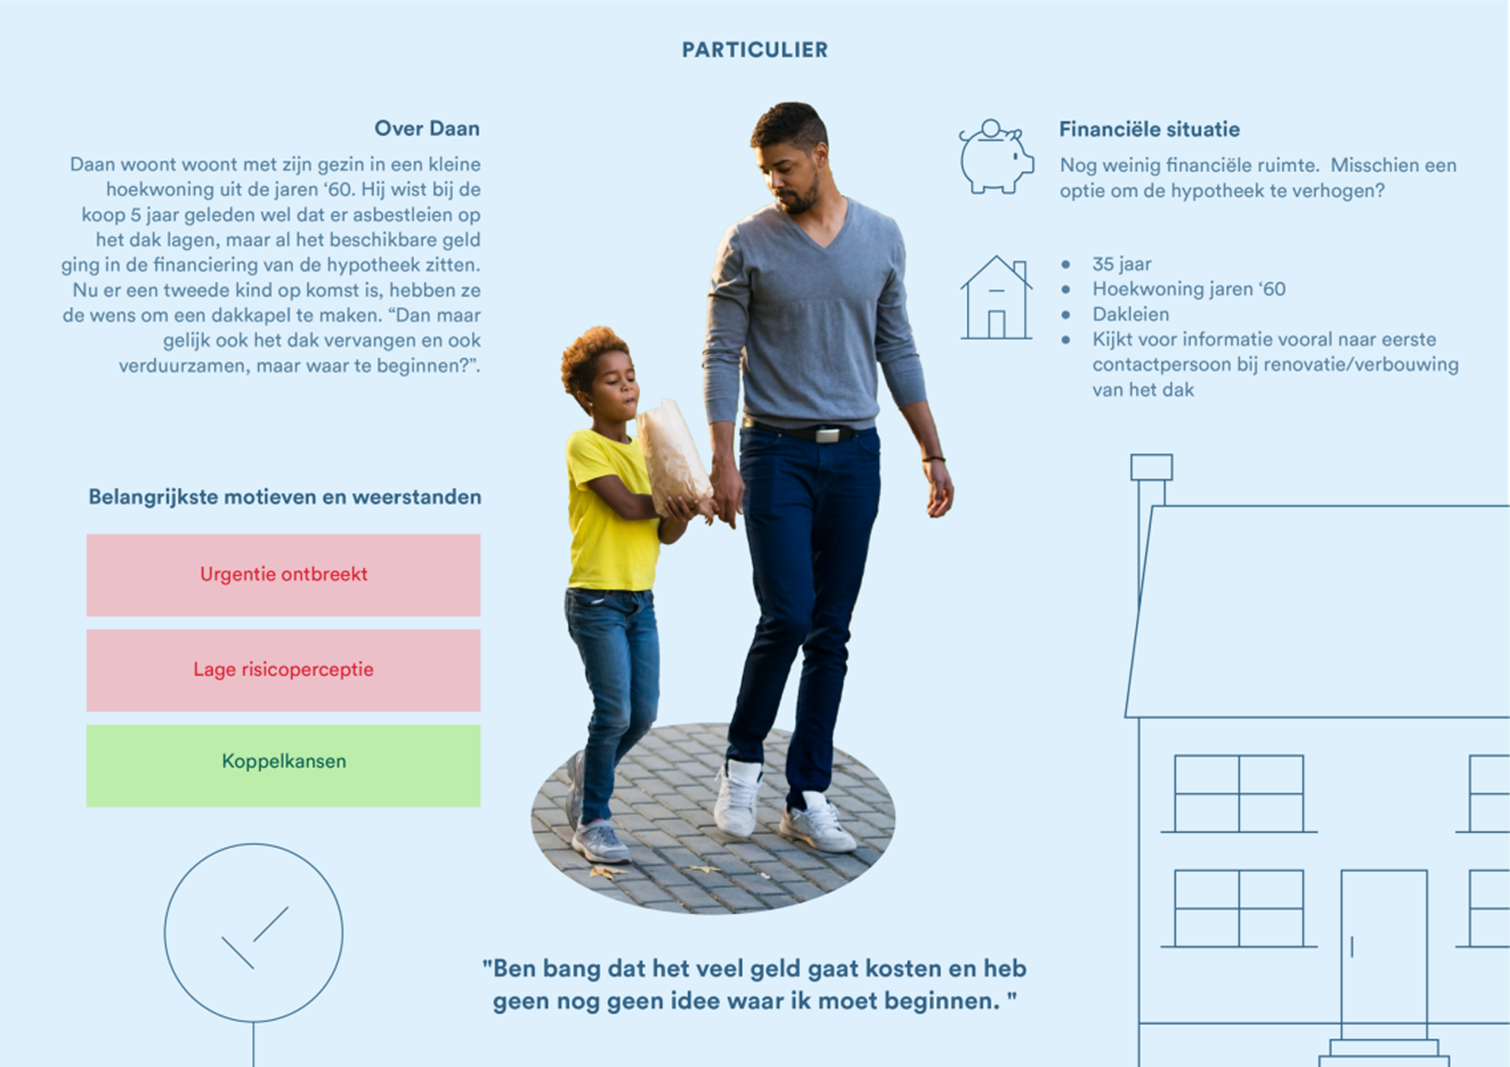 PARTICULIER
Over Daan
Daan woont woont met zijn gezin in een kleine
hoekwoning uit de jaren ‘60. Hij wist bij de
koop 5 jaar geleden wel dat er asbestleien op
het dak lagen, maar al het beschikbare geld
ging in de financiering van de hypotheek zitten.
Nu er een tweede kind op komst is, hebben ze
de wens om een dakkapel te maken. “Dan maar
gelijk ook het dak vervangen en ook
verduurzamen, maar waar te beginnen?”.
Belangrijkste motieven en weerstanden
Urgentie ontbreekt
Lage risicoperceptie
Koppelkansen
Financiële situatie
Nog weinig financiële ruimte.  Misschien een
optie om de hypotheek te verhogen?
● 35 jaar
● Hoekwoning jaren ‘60
● Dakleien
● Kijkt voor informatie vooral naar eerste
contactpersoon bij renovatie/verbouwing
van het dak
"Ben bang dat het veel geld gaat kosten en heb
geen nog geen idee waar ik moet beginnen. "